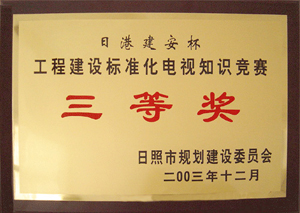 日港建安杯
工程建设标准化电视知识竞赛
三等奖
日照市规划建设委员会
二00三年十二月